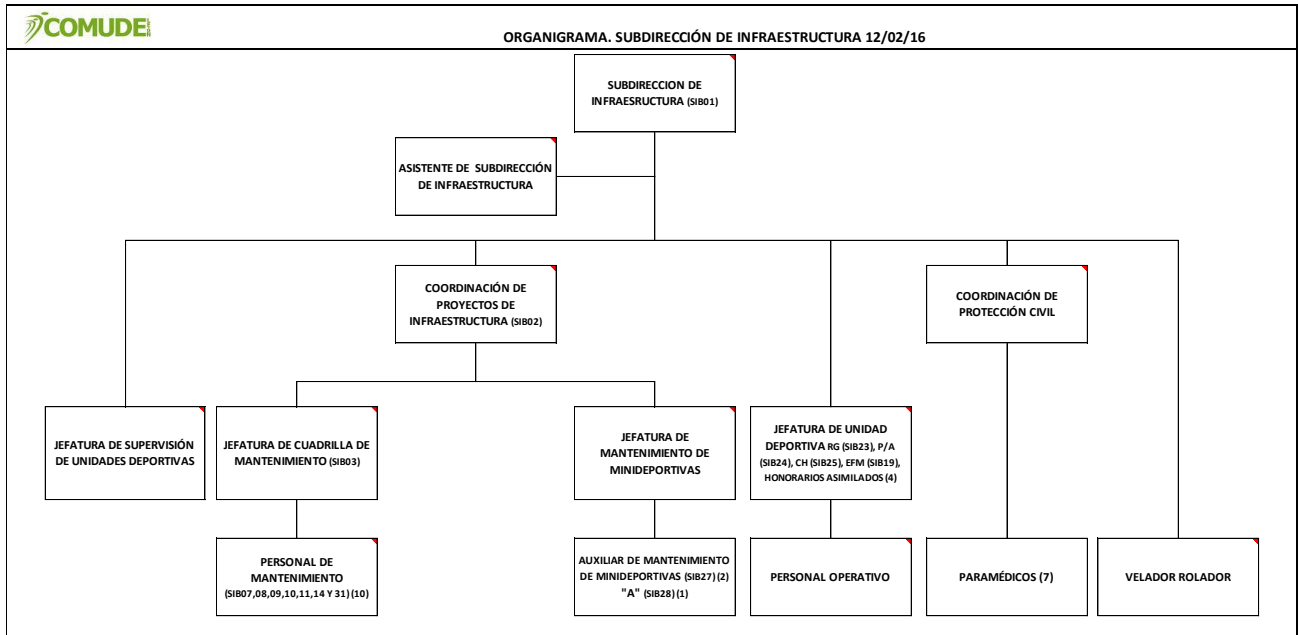 COMUDE
ORGANIGRAMA. SUBDIRECCIÓN DE INFRAESTRUCTURA 12/02/16
SUBDIRECCION DE
INFRAESRUCTURA (SIB01)
ASISTENTE DE SUBDIRECCIÓN
DE INFRAESTRUCTURA
COORDINACIÓN DE
PROYECTOS DE
INFRAESTRUCTURA (SIB02)
COORDINACIÓN DE
PROTECCIÓN CIVIL
JEFATURA DE SUPERVISIÓN
DE UNIDADES DEPORTIVAS
JEFATURA DE CUADRILLA DE
MANTENIMIENTO (SIB03)
JEFATURA DE
MANTENIMIENTO DE
MINIDEPORTIVAS
JEFATURA DE UNIDAD
DEPORTIVA RG (SIB23), P/A
(SIB24), CH (SIB25), EFM (SIB19),
HONORARIOS ASIMILADOS (4)
PERSONAL DE
MANTENIMIENTO
(SIB07,08,09,10,11,14 Y 31) (10)
AUXILIAR DE MANTENIMIENTO
DE MINIDEPORTIVAS (SIB27) (2)
"A" (SIB28) (1)
PERSONAL OPERATIVO
PARAMÉDICOS (7)
VELADOR ROLADOR